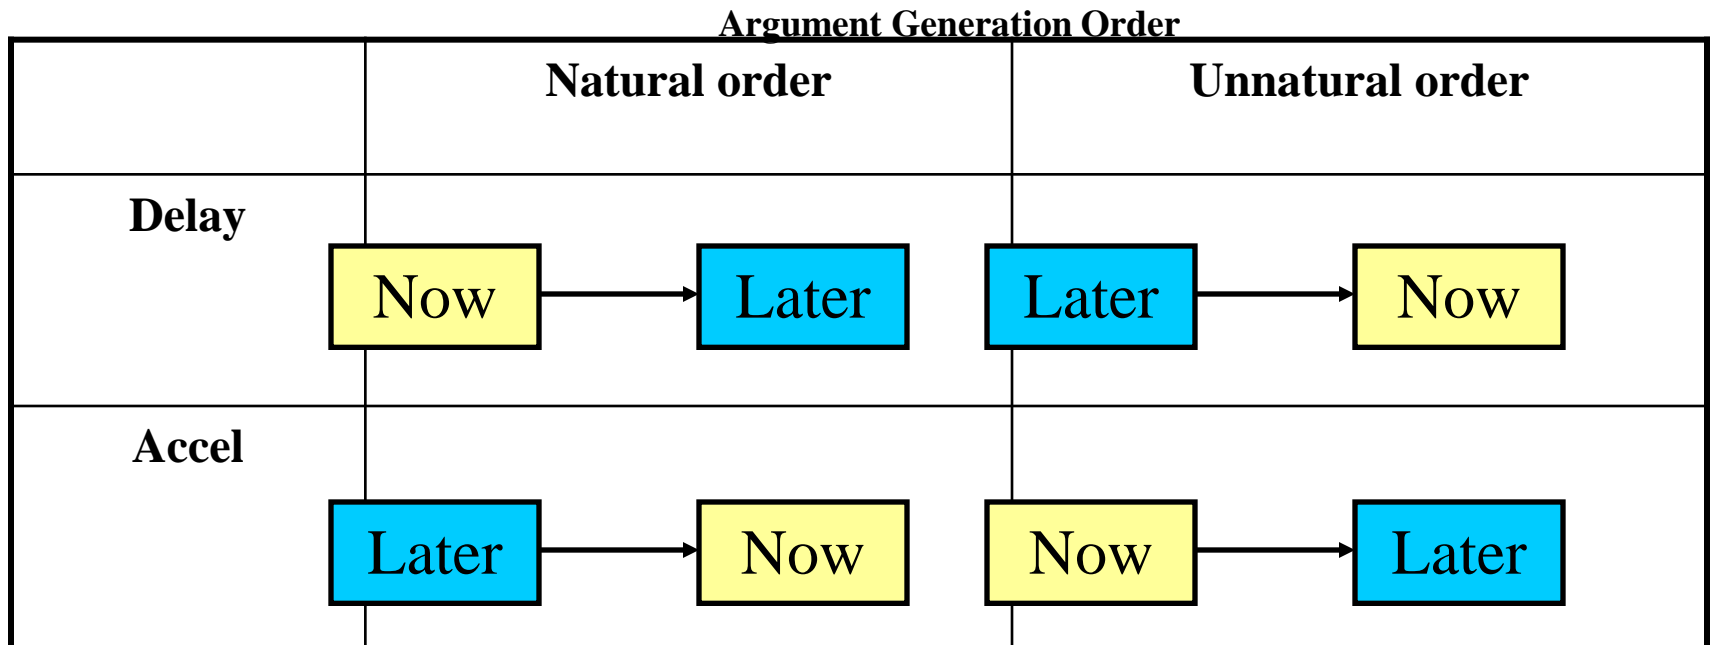 Argument Generation Order
Natural order Unnatural order
Delay
Now Later Later Now
Accel
Later Now Now Later